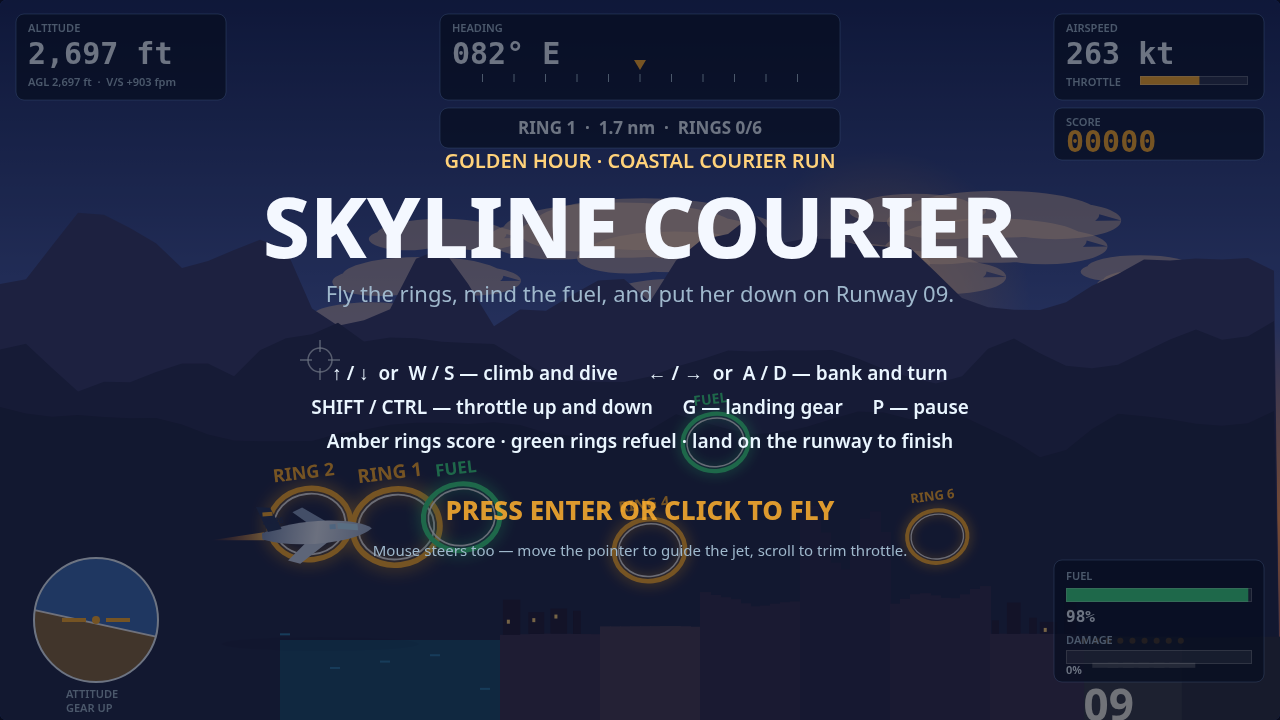 ALTITUDE
2,697 ft
AGL 2,697 ft · V/S +903 fpm
HEADING
082° E
AIRSPEED
263 kt
THROTTLE
RING 1 · 1.7 nm · RINGS 0/6
SCORE
00000
GOLDEN HOUR · COASTAL COURIER RUN
SKYLINE COURIER
Fly the rings, mind the fuel, and put her down on Runway 09.
↑ / ↓ or W / S — climb and dive ← / → or A / D — bank and turn
SHIFT / CTRL — throttle up and down G — landing gear P — pause
Amber rings score · green rings refuel · land on the runway to finish
FUEL
RING 2
RING 1
FUEL
RING 4
RING 6
PRESS ENTER OR CLICK TO FLY
Mouse steers too — move the pointer to guide the jet, scroll to trim throttle.
ATTITUDE
GEAR UP
FUEL
98%
DAMAGE
0%
09